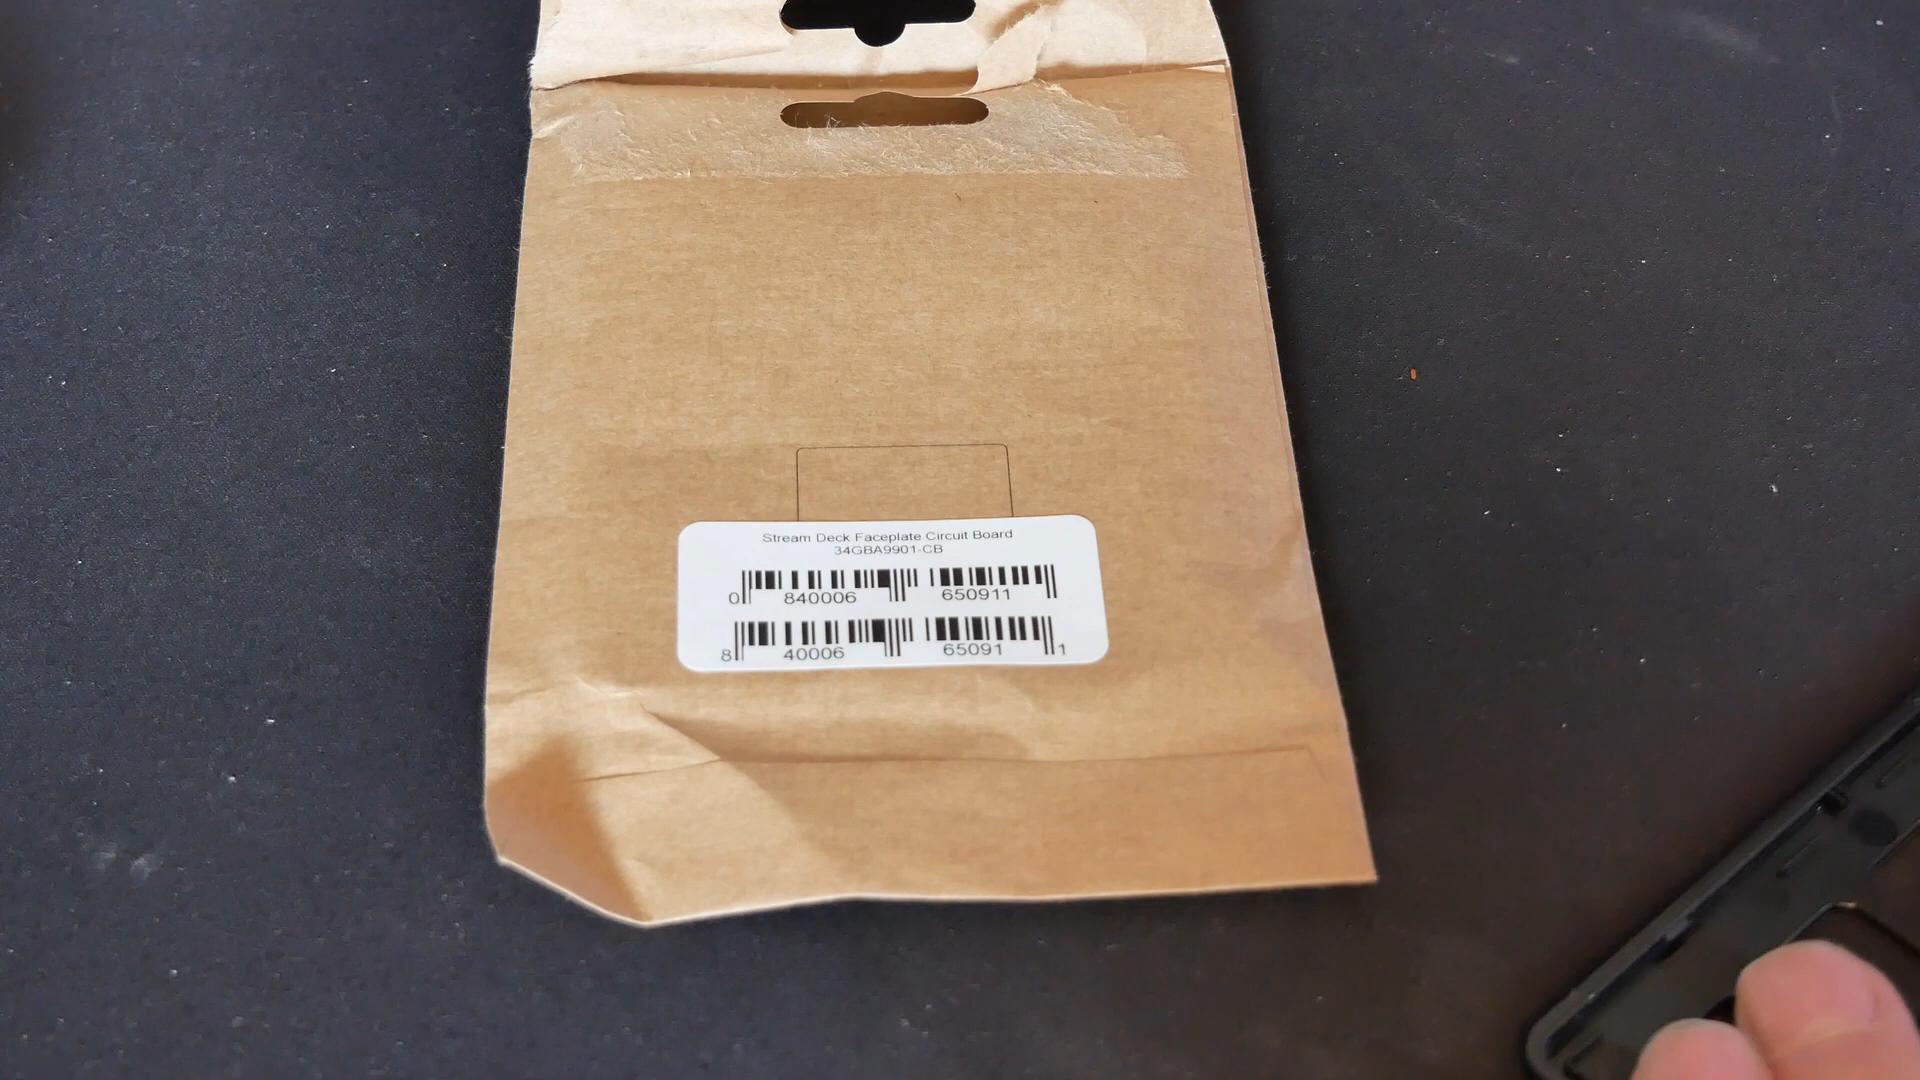 Stream Deck Faceplate Circuit Board
34GBA9901-CB
0 840006 650911
8 40006 65091 1